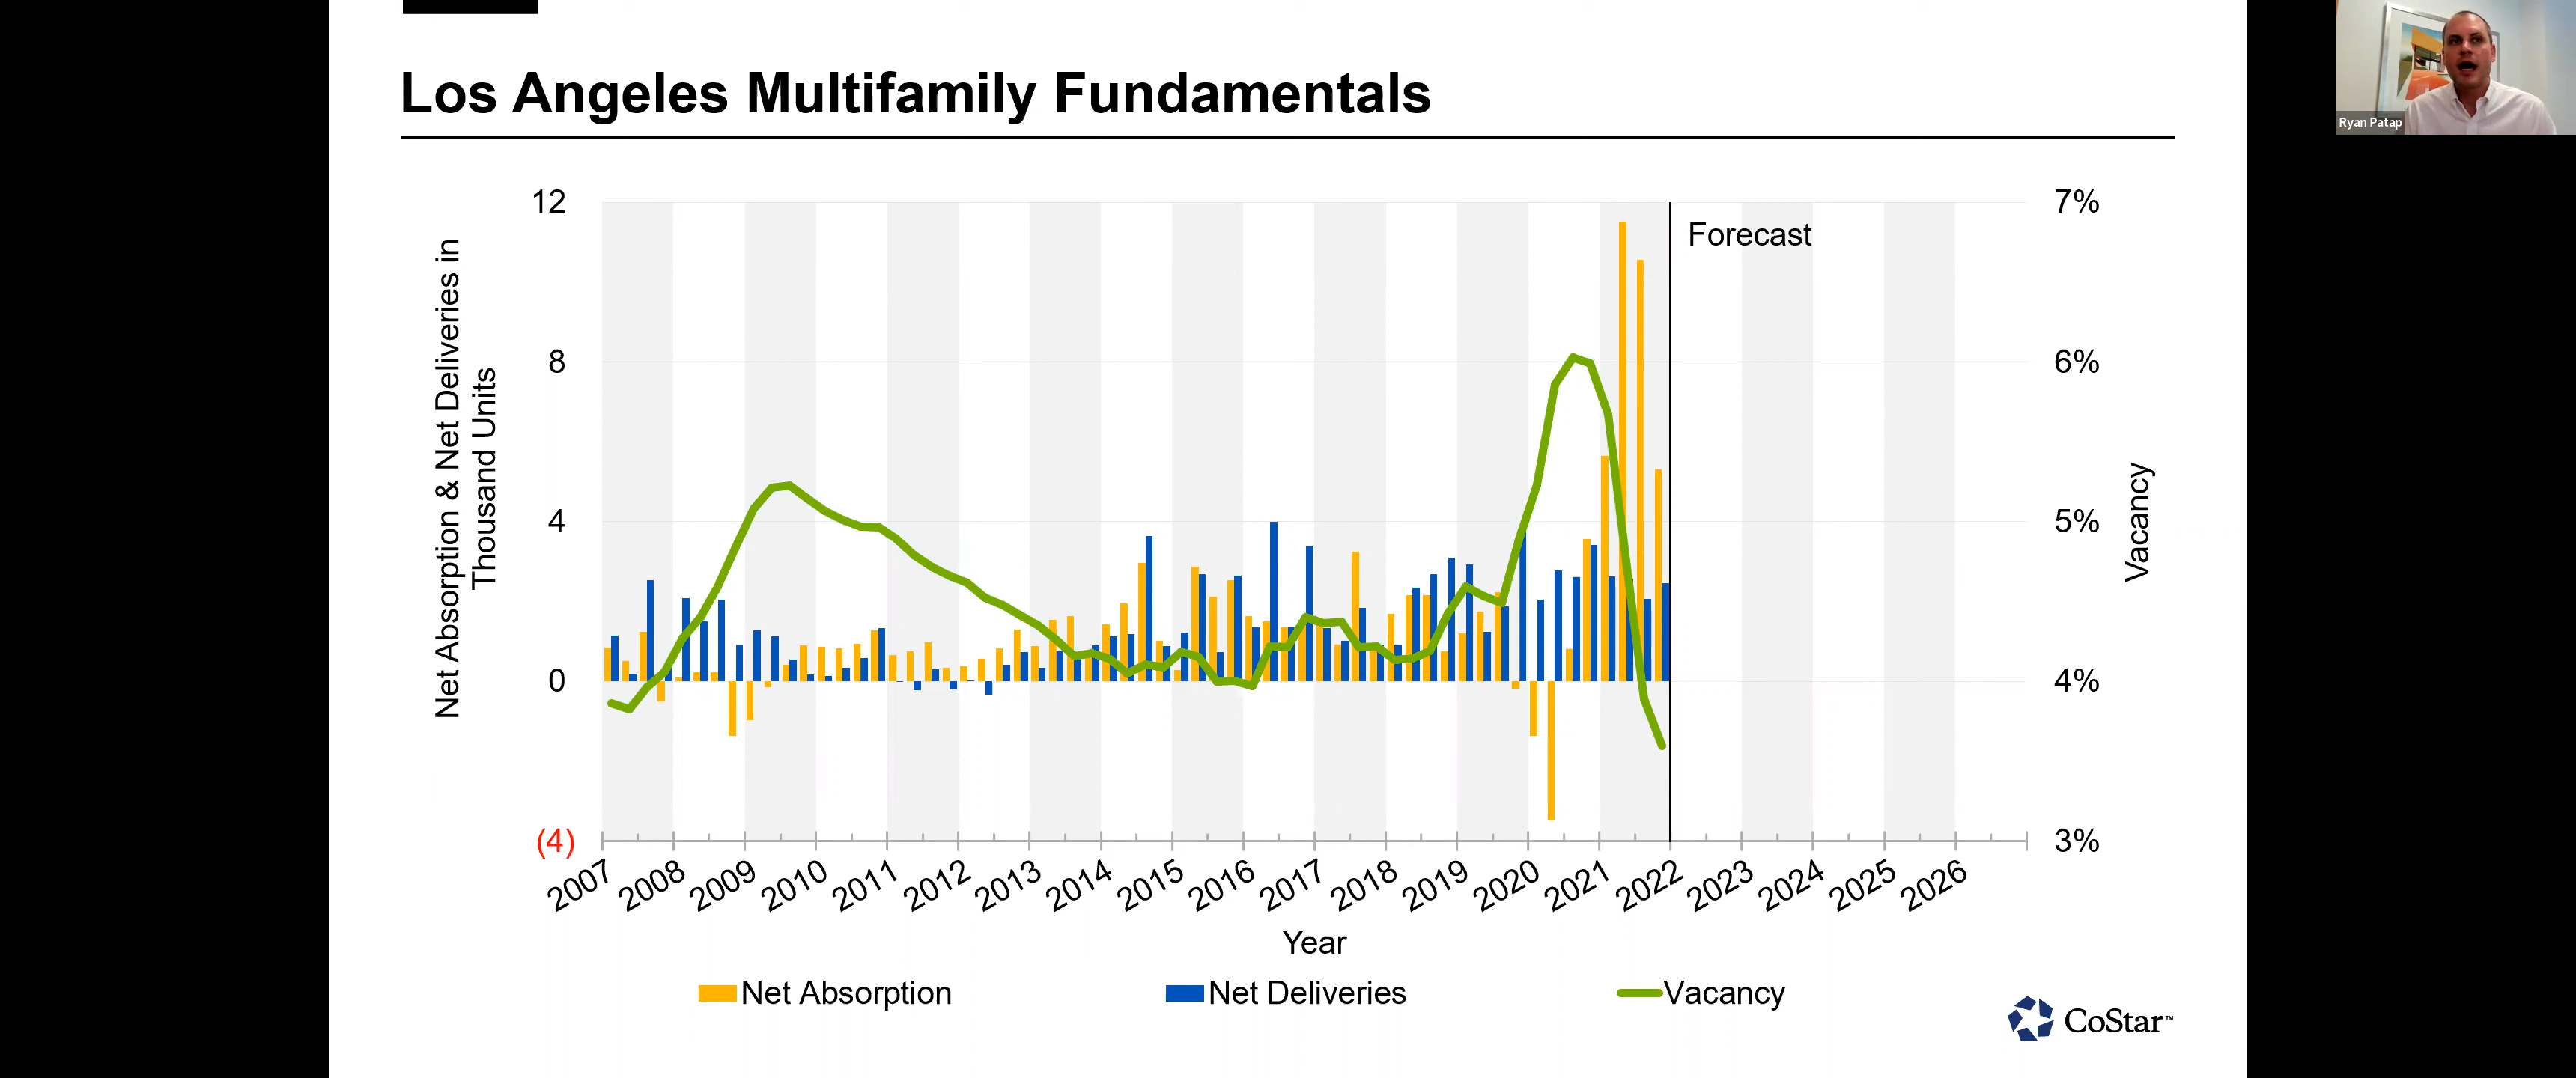 Los Angeles Multifamily Fundamentals
Ryan Patap
Net Absorption & Net Deliveries in
Thousand Units
12
8
4
0
(4)
Forecast
7%
6%
5%
4%
3%
Vacancy
2007
2008
2009
2010
2011
2012
2013
2014
2015
2016
2017
2018
2019
2020
2021
2022
2023
2024
2025
2026
Year
Net Absorption
Net Deliveries
Vacancy
CoStar™